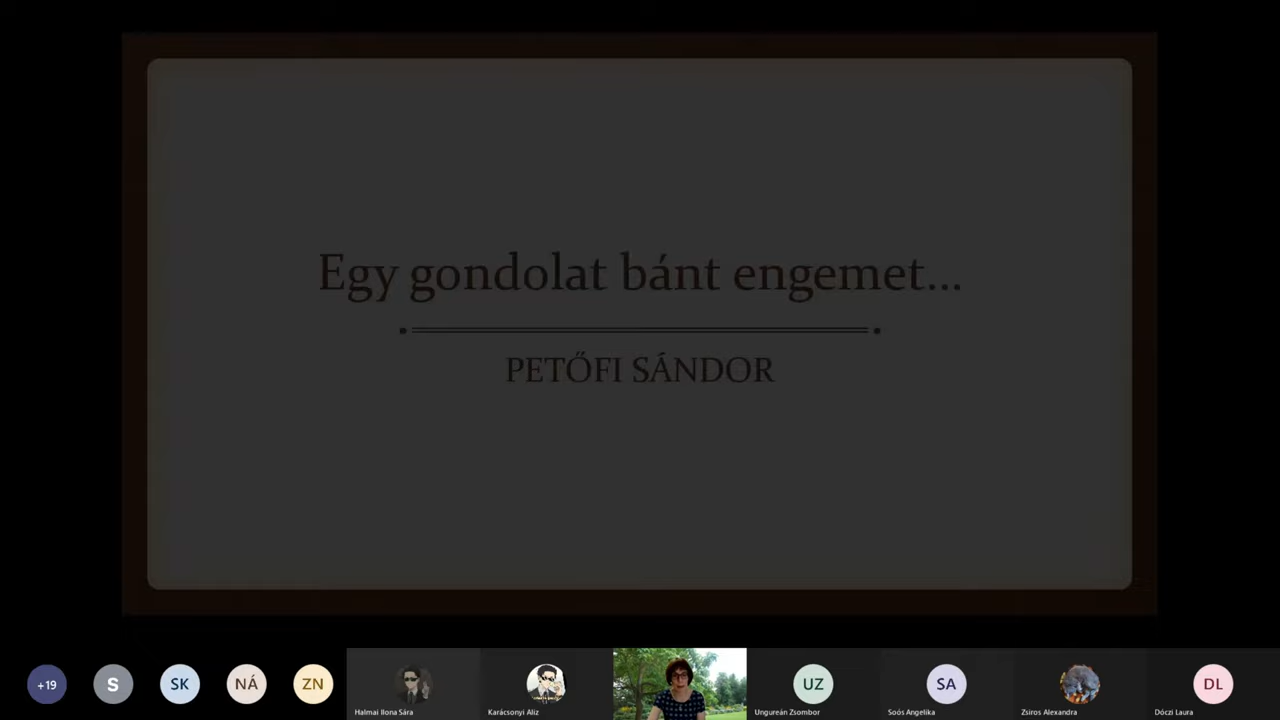 Egy gondolat bánt engemet...
PETŐFI SÁNDOR
+19
S
SK
NÁ
ZN
Halmai Ilona Sára
Karácsonyi Alíz
UZ
Ungureán Zsombor
SA
Soós Angelika
Zsiros Alexandra
DL
Dóczi Laura